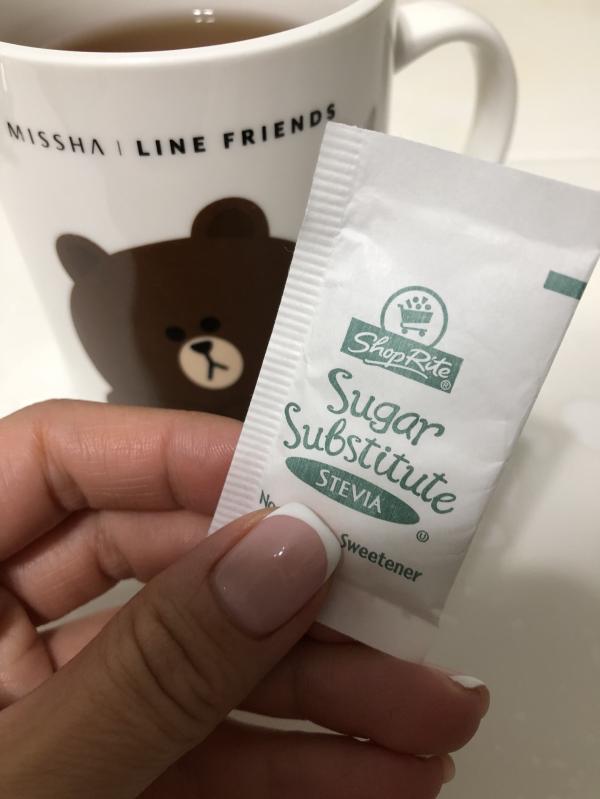 MISSHA | LINE FRIENDS
ShopRite®
Sugar
Substitute
STEVIA
Ⓤ
Sweetener